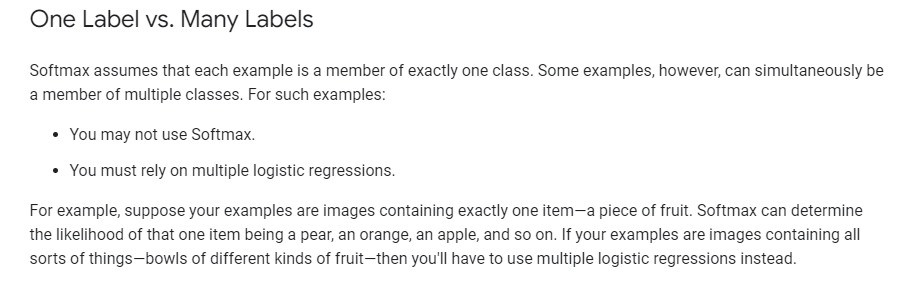 One Label vs. Many Labels
Softmax assumes that each example is a member of exactly one class. Some examples, however, can simultaneously be
a member of multiple classes. For such examples:
• You may not use Softmax.
• You must rely on multiple logistic regressions.
For example, suppose your examples are images containing exactly one item—a piece of fruit. Softmax can determine
the likelihood of that one item being a pear, an orange, an apple, and so on. If your examples are images containing all
sorts of things—bowls of different kinds of fruit—then you'll have to use multiple logistic regressions instead.